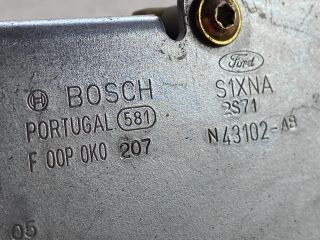 Ford
BOSCH
S1XNA
2S71
PORTUGAL 581
N43102-AB
F 00P 0K0 207
05